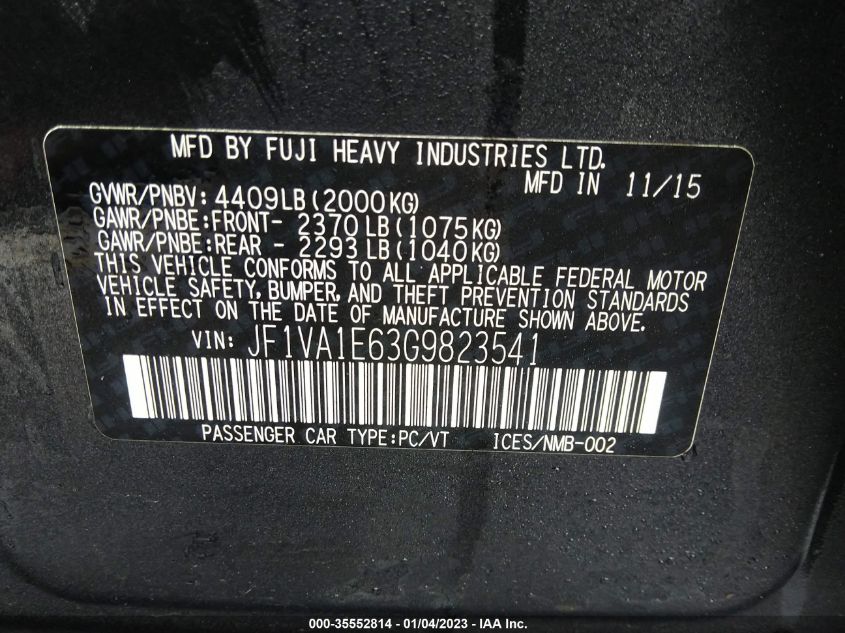 MFD BY FUJI HEAVY INDUSTRIES LTD.
MFD IN 11/15
GVWR/PNBV: 4409LB(2000KG)
GAWR/PNBE:FRONT- 2370LB(1075KG)
GAWR/PNBE:REAR - 2293LB(1040KG)
THIS VEHICLE CONFORMS TO ALL APPLICABLE FEDERAL MOTOR
VEHICLE SAFETY, BUMPER, AND THEFT PREVENTION STANDARDS
IN EFFECT ON THE DATE OF MANUFACTURE SHOWN ABOVE.
VIN: JF1VA1E63G9823541
PASSENGER CAR TYPE:PC/VT ICES/NMB-002
000-35552814 - 01/04/2023 - IAA Inc.